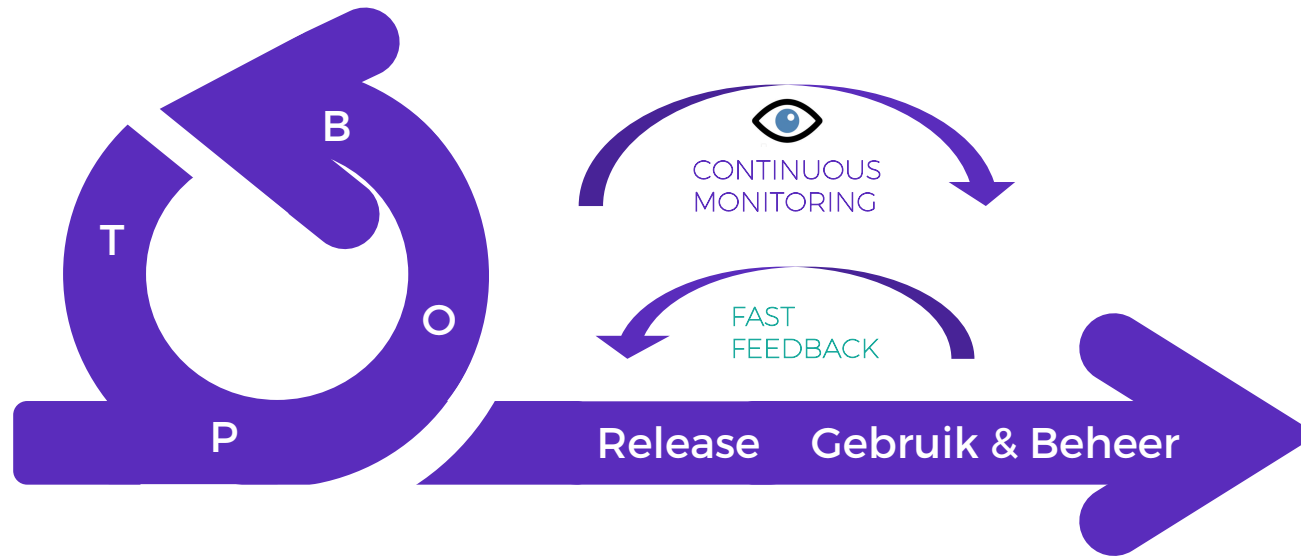 B
T
O
P
CONTINUOUS
MONITORING
FAST
FEEDBACK
Release
Gebruik & Beheer